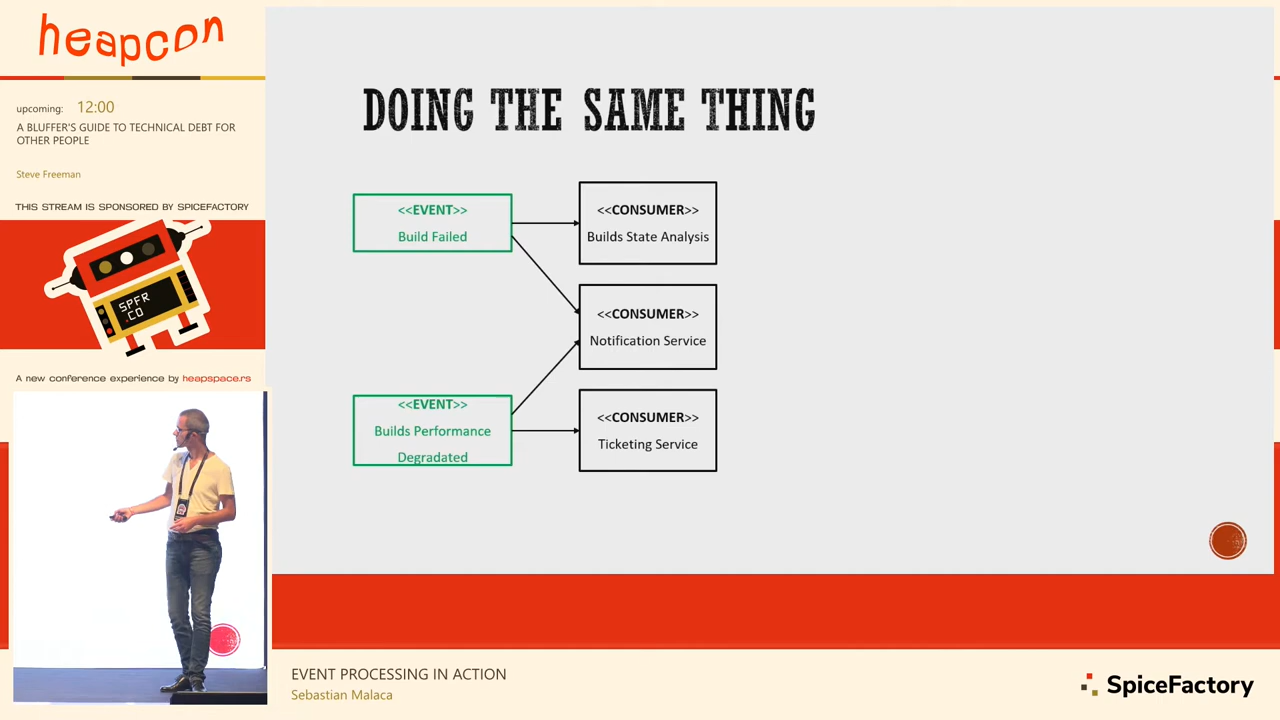 heapcon
upcoming: 12:00
A BLUFFER'S GUIDE TO TECHNICAL DEBT FOR
OTHER PEOPLE
Steve Freeman
THIS STREAM IS SPONSORED BY SPICEFACTORY
SPFR
.CO
A new conference experience by heapspace.rs
DOING THE SAME THING
<<EVENT>>
Build Failed
<<CONSUMER>>
Builds State Analysis
<<CONSUMER>>
Notification Service
<<EVENT>>
Builds Performance
Degradated
<<CONSUMER>>
Ticketing Service
EVENT PROCESSING IN ACTION
Sebastian Malaca
SpiceFactory